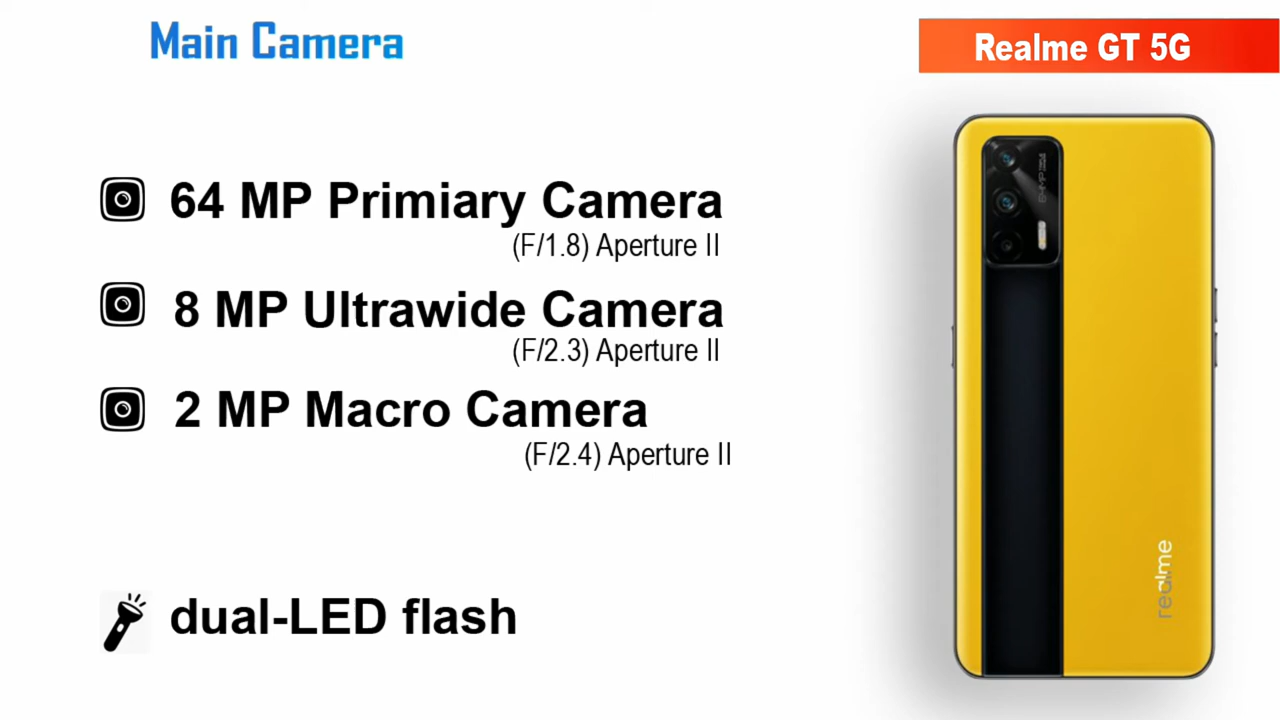 Main Camera
Realme GT 5G
64 MP Primiary Camera
(F/1.8) Aperture II
8 MP Ultrawide Camera
(F/2.3) Aperture II
2 MP Macro Camera
(F/2.4) Aperture II
dual-LED flash
realme